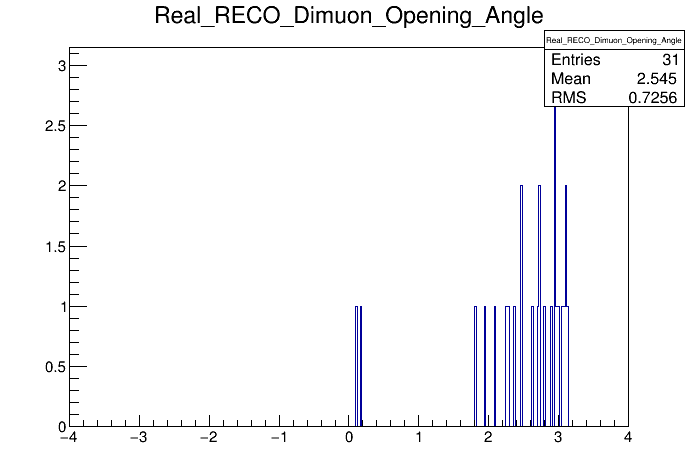 Real_RECO_Dimuon_Opening_Angle
Real_RECO_Dimuon_Opening_Angle
Entries 31
Mean 2.545
RMS 0.7256
3
2.5
2
1.5
1
0.5
0
−4 −3 −2 −1 0 1 2 3 4